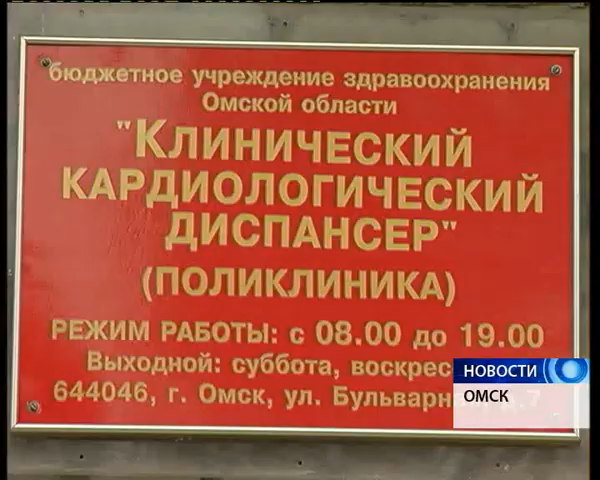 бюджетное учреждение здравоохранения
Омской области
"Клинический
кардиологический
диспансер"
(поликлиника)
Режим работы: с 08.00 до 19.00
Выходной: суббота,
644046, г. Омск, ул.
НОВОСТИ
ОМСК